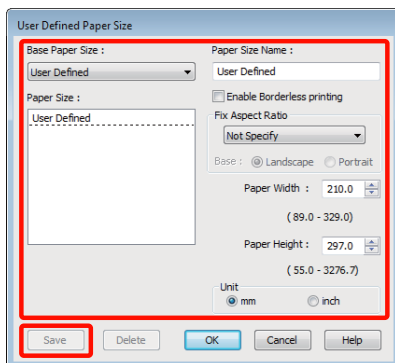 User Defined Paper Size
Base Paper Size :
User Defined
Paper Size :
User Defined
Paper Size Name :
User Defined
Enable Borderless printing
Fix Aspect Ratio
Not Specify
Base : Landscape Portrait
Paper Width : 210.0
( 89.0 - 329.0)
Paper Height : 297.0
( 55.0 - 3276.7)
Unit
mm inch
Save Delete OK Cancel Help